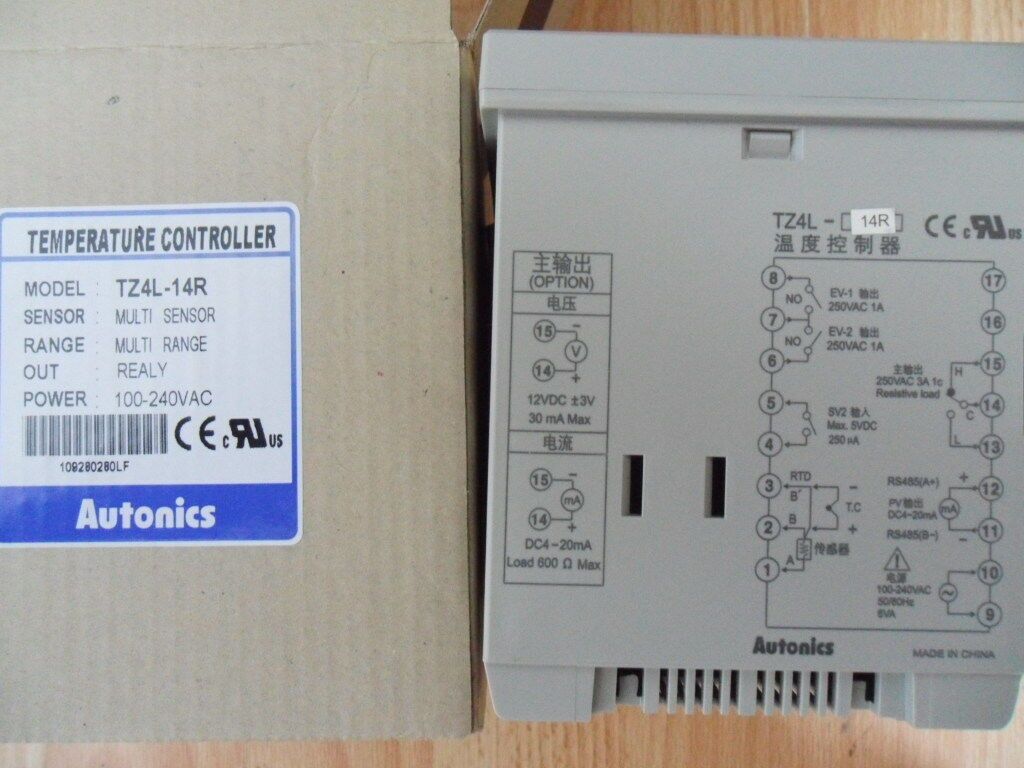 TEMPERATURE CONTROLLER
MODEL : TZ4L-14R
SENSOR : MULTI SENSOR
RANGE : MULTI RANGE
OUT : REALY
POWER : 100-240VAC
CE c RU US
109280280LF
Autonics
TZ4L - 14R CE c RU US
温度控制器
主输出
(OPTION)
电压
15 -
V
14 +
12VDC ±3V
30 mA Max
电流
15 -
mA
14 +
DC4-20mA
Load 600 Ω Max
8
NO
EV-1 输出
250VAC 1A
7
NO
EV-2 输出
250VAC 1A
6
5
SV2 输入
Max. 5VDC
250 µA
4
3 RTD -
B'
T.C
2 B +
A 传感器
1
17
16
15 H
主输出
250VAC 3A 1c
Resistive load
14 C
13 L
RS485(A+) + 12
PV输出
DC4-20mA mA
RS485(B-) - 11
电源 10
100-240VAC
50/60Hz
6VA 9
Autonics
MADE IN CHINA